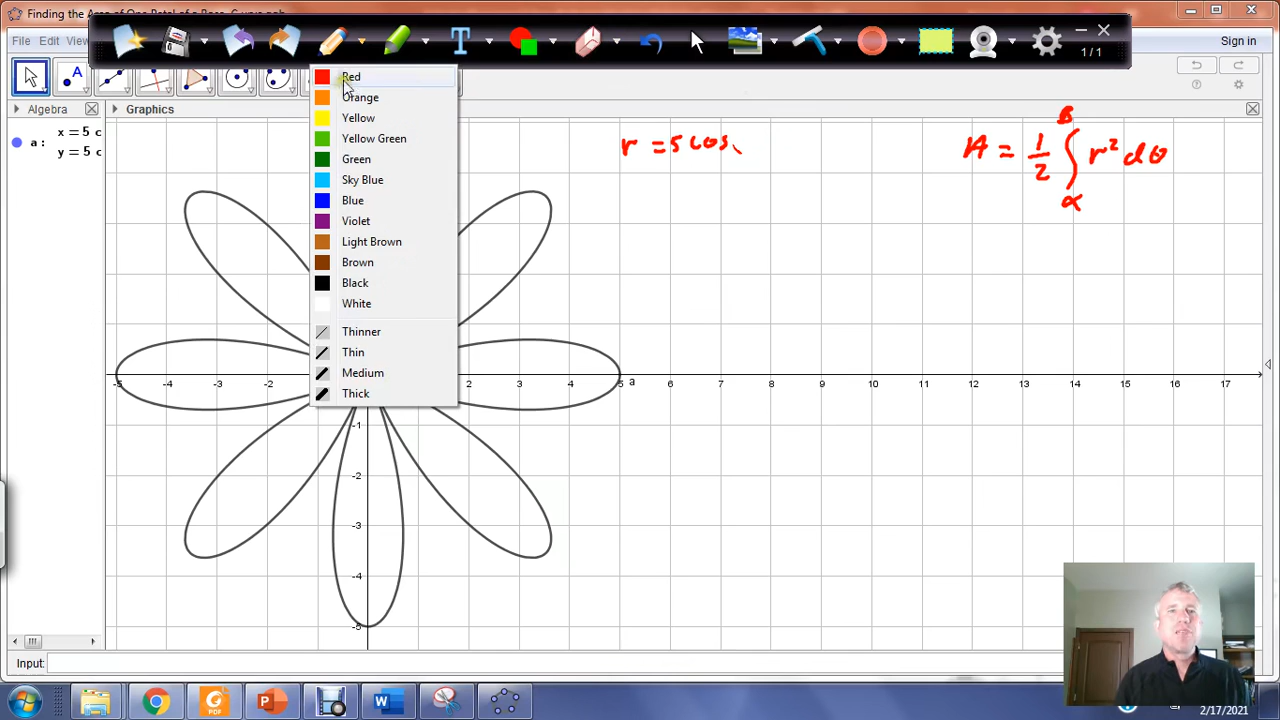 Finding the Area of One Petal of a Rose
File Edit View
1/1
Sign in
Algebra
Graphics
a :
x = 5 c
y = 5 c
Red
Orange
Yellow
Yellow Green
Green
Sky Blue
Blue
Violet
Light Brown
Brown
Black
White
Thinner
Thin
Medium
Thick
r = 5 cos
A = 1/2 ∫ r² dθ
α
-5 -4 -3 -2 2 3 4 5 a 6 7 8 9 10 11 12 13 14 15 16 17
-1
-2
-3
-4
-5
Input:
PDF
2/17/2021